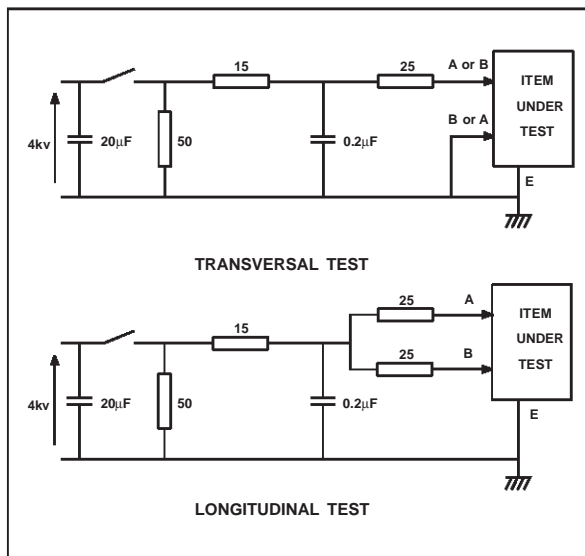 15
25
A or B
ITEM
UNDER
TEST
B or A
4kv
20μF
50
0.2μF
E
TRANSVERSAL TEST
25
A
ITEM
UNDER
TEST
15
25
B
4kv
20μF
50
0.2μF
E
LONGITUDINAL TEST